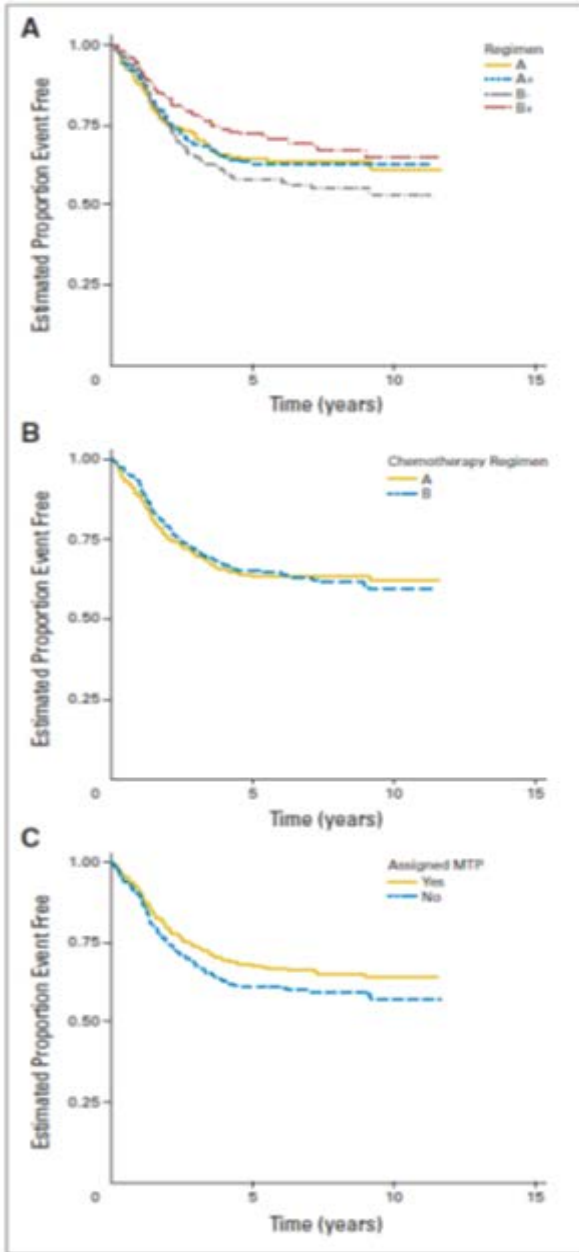 A
Regimen
A
A+
B-
B+
1.00
0.75
0.50
0.25
0
5
10
15
Estimated Proportion Event Free
Time (years)
B
Chemotherapy Regimen
A
B
1.00
0.75
0.50
0.25
0
5
10
15
Estimated Proportion Event Free
Time (years)
C
Assigned MTP
Yes
No
1.00
0.75
0.50
0.25
0
5
10
15
Estimated Proportion Event Free
Time (years)